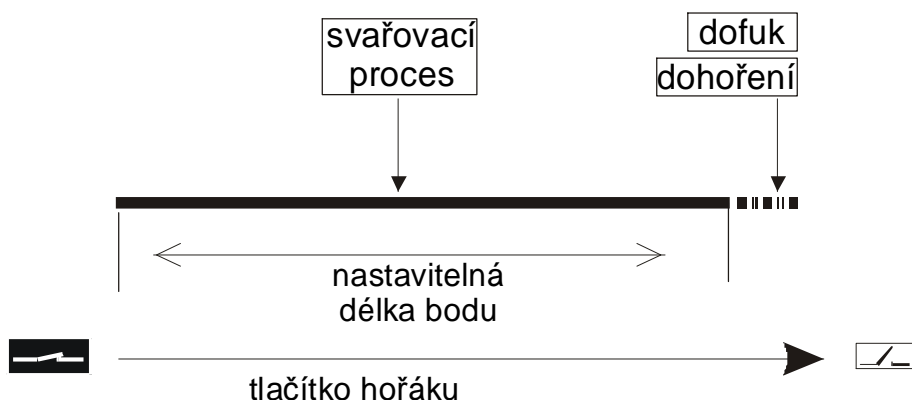 svařovací
proces
dofuk
dohoření
nastavitelná
délka bodu
tlačítko hořáku